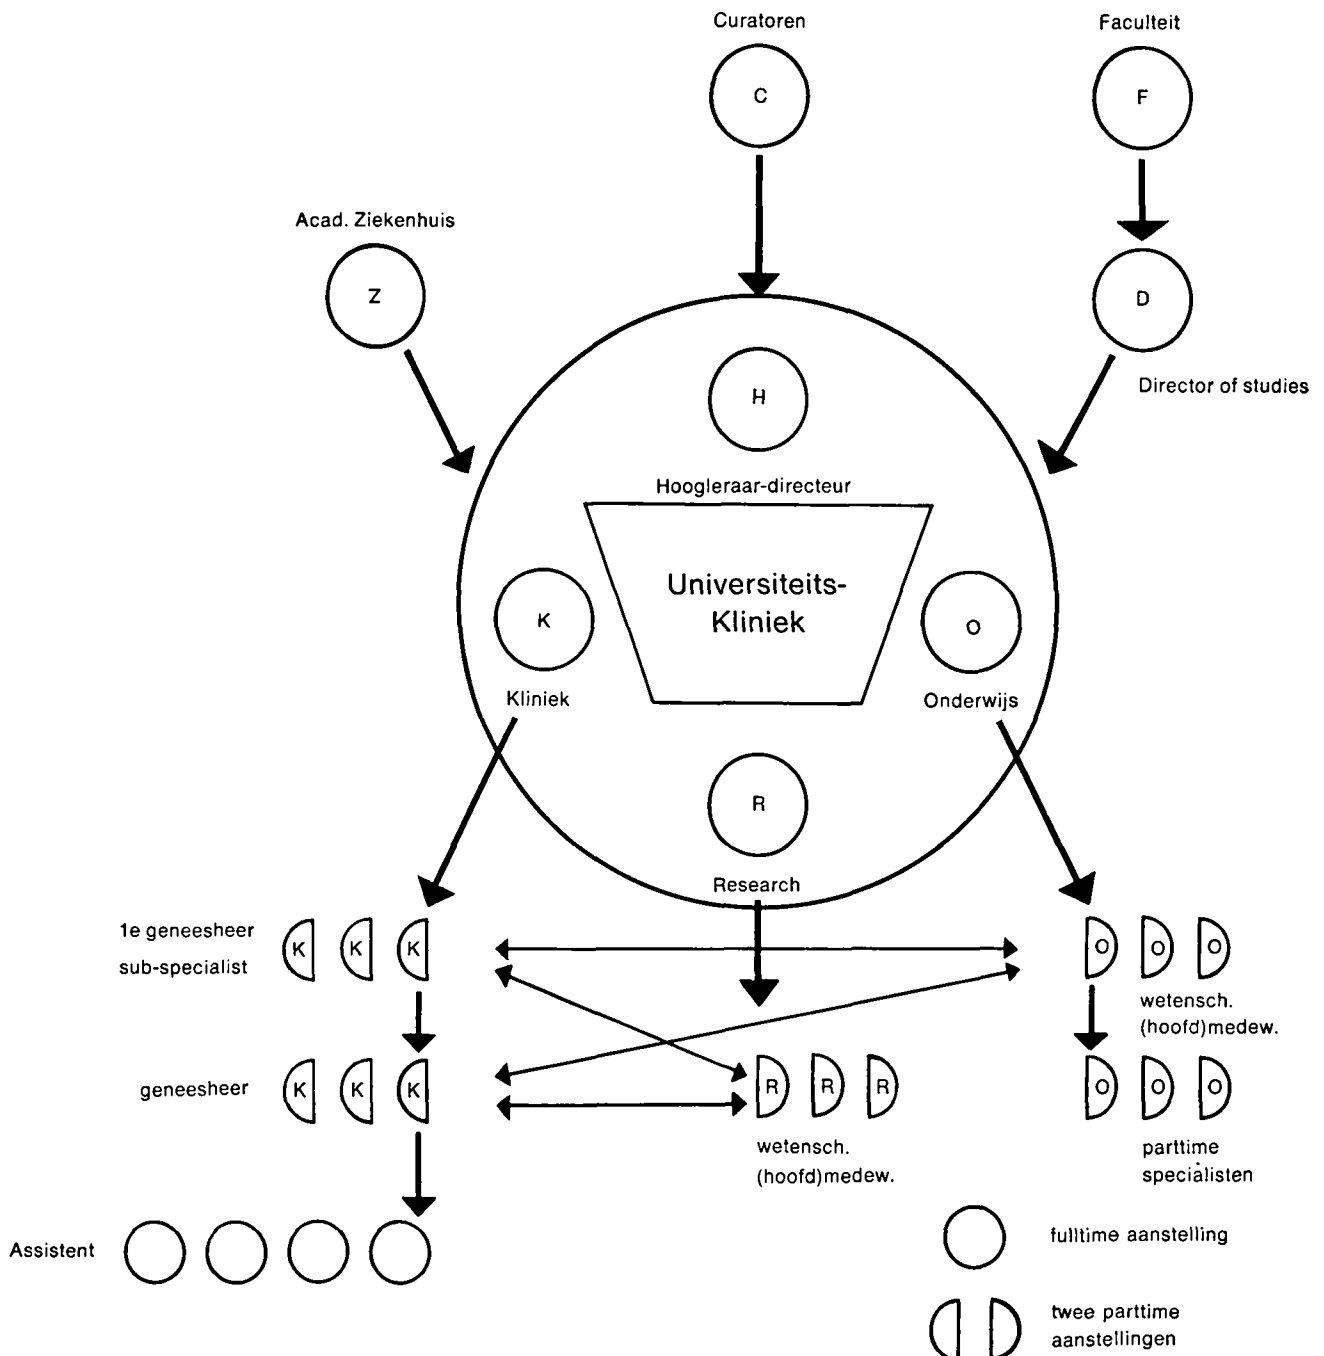 Curatoren
Faculteit
C
F
Acad. Ziekenhuis
Z
D
Director of studies
H
Hoogleraar-directeur
Universiteits-
Kliniek
K
O
Kliniek
Onderwijs
R
Research
1e geneesheer
sub-specialist
K K K
O O O
wetensch.
(hoofd)medew.
geneesheer
K K K
R R R
O O O
wetensch.
(hoofd)medew.
parttime
specialisten
Assistent
fulltime aanstelling
twee parttime
aanstellingen